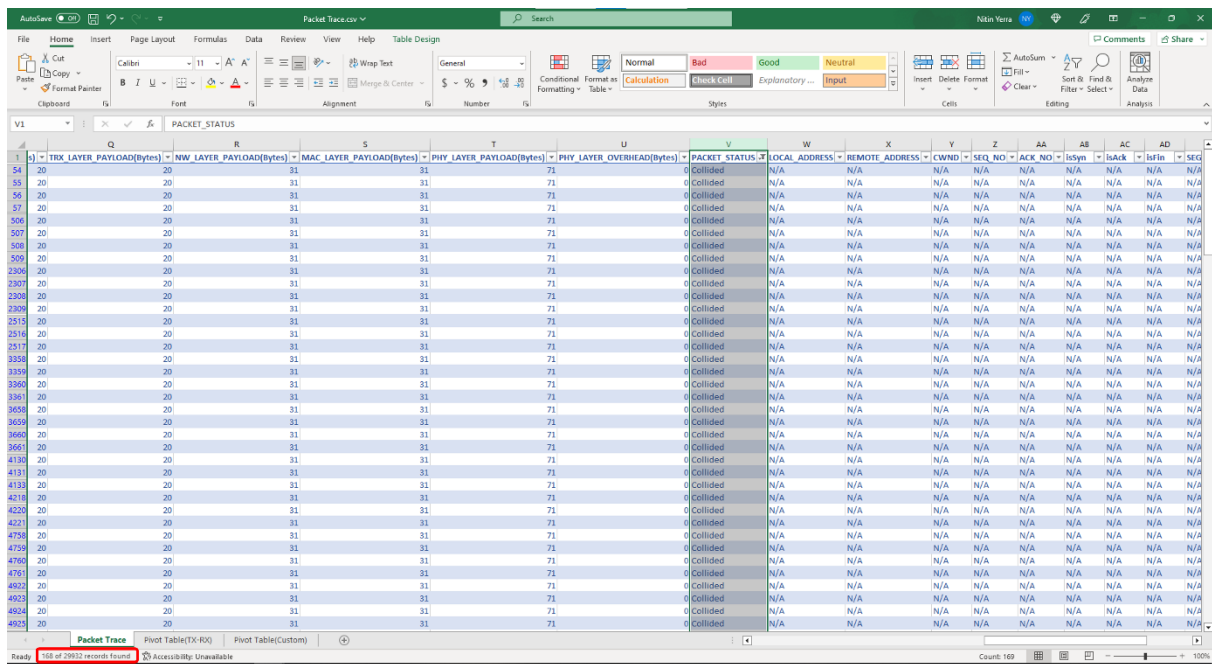 AutoSave Off Packet Trace.csv Search Nitin Yerra NY
File Home Insert Page Layout Formulas Data Review View Help Table Design Comments Share
Cut Calibri 11 Wrap Text General Normal Bad Good Neutral AutoSum
Paste Copy Fill
Format Painter B I U Merge & Center $ % Conditional Formatting Format as Table Calculation Check Cell Explanatory ... Input Insert Delete Format Clear Sort & Filter Find & Select Analyze Data
Clipboard Font Alignment Number Styles Cells Editing Analysis
V1 fx PACKET_STATUS
Q R S T U V W X Y Z AA AB AC AD
1 s) TRX_LAYER_PAYLOAD(Bytes) NW_LAYER_PAYLOAD(Bytes) MAC_LAYER_PAYLOAD(Bytes) PHY_LAYER_PAYLOAD(Bytes) PHY_LAYER_OVERHEAD(Bytes) PACKET_STATUS LOCAL_ADDRESS REMOTE_ADDRESS CWND SEQ_NO ACK_NO isSyn isAck isFin SEG
54 20 20 31 31 71 0 Collided N/A N/A N/A N/A N/A N/A N/A N/A N/A
55 20 20 31 31 71 0 Collided N/A N/A N/A N/A N/A N/A N/A N/A N/A
56 20 20 31 31 71 0 Collided N/A N/A N/A N/A N/A N/A N/A N/A N/A
57 20 20 31 31 71 0 Collided N/A N/A N/A N/A N/A N/A N/A N/A N/A
506 20 20 31 31 71 0 Collided N/A N/A N/A N/A N/A N/A N/A N/A N/A
507 20 20 31 31 71 0 Collided N/A N/A N/A N/A N/A N/A N/A N/A N/A
508 20 20 31 31 71 0 Collided N/A N/A N/A N/A N/A N/A N/A N/A N/A
509 20 20 31 31 71 0 Collided N/A N/A N/A N/A N/A N/A N/A N/A N/A
2306 20 20 31 31 71 0 Collided N/A N/A N/A N/A N/A N/A N/A N/A N/A
2307 20 20 31 31 71 0 Collided N/A N/A N/A N/A N/A N/A N/A N/A N/A
2308 20 20 31 31 71 0 Collided N/A N/A N/A N/A N/A N/A N/A N/A N/A
2309 20 20 31 31 71 0 Collided N/A N/A N/A N/A N/A N/A N/A N/A N/A
2515 20 20 31 31 71 0 Collided N/A N/A N/A N/A N/A N/A N/A N/A N/A
2516 20 20 31 31 71 0 Collided N/A N/A N/A N/A N/A N/A N/A N/A N/A
2517 20 20 31 31 71 0 Collided N/A N/A N/A N/A N/A N/A N/A N/A N/A
3358 20 20 31 31 71 0 Collided N/A N/A N/A N/A N/A N/A N/A N/A N/A
3359 20 20 31 31 71 0 Collided N/A N/A N/A N/A N/A N/A N/A N/A N/A
3360 20 20 31 31 71 0 Collided N/A N/A N/A N/A N/A N/A N/A N/A N/A
3361 20 20 31 31 71 0 Collided N/A N/A N/A N/A N/A N/A N/A N/A N/A
3658 20 20 31 31 71 0 Collided N/A N/A N/A N/A N/A N/A N/A N/A N/A
3659 20 20 31 31 71 0 Collided N/A N/A N/A N/A N/A N/A N/A N/A N/A
3660 20 20 31 31 71 0 Collided N/A N/A N/A N/A N/A N/A N/A N/A N/A
3661 20 20 31 31 71 0 Collided N/A N/A N/A N/A N/A N/A N/A N/A N/A
4130 20 20 31 31 71 0 Collided N/A N/A N/A N/A N/A N/A N/A N/A N/A
4131 20 20 31 31 71 0 Collided N/A N/A N/A N/A N/A N/A N/A N/A N/A
4133 20 20 31 31 71 0 Collided N/A N/A N/A N/A N/A N/A N/A N/A N/A
4218 20 20 31 31 71 0 Collided N/A N/A N/A N/A N/A N/A N/A N/A N/A
4220 20 20 31 31 71 0 Collided N/A N/A N/A N/A N/A N/A N/A N/A N/A
4221 20 20 31 31 71 0 Collided N/A N/A N/A N/A N/A N/A N/A N/A N/A
4758 20 20 31 31 71 0 Collided N/A N/A N/A N/A N/A N/A N/A N/A N/A
4759 20 20 31 31 71 0 Collided N/A N/A N/A N/A N/A N/A N/A N/A N/A
4760 20 20 31 31 71 0 Collided N/A N/A N/A N/A N/A N/A N/A N/A N/A
4761 20 20 31 31 71 0 Collided N/A N/A N/A N/A N/A N/A N/A N/A N/A
4922 20 20 31 31 71 0 Collided N/A N/A N/A N/A N/A N/A N/A N/A N/A
4923 20 20 31 31 71 0 Collided N/A N/A N/A N/A N/A N/A N/A N/A N/A
4924 20 20 31 31 71 0 Collided N/A N/A N/A N/A N/A N/A N/A N/A N/A
4925 20 20 31 31 71 0 Collided N/A N/A N/A N/A N/A N/A N/A N/A N/A
Packet Trace Pivot Table(TX-RX) Pivot Table(Custom)
Ready 168 of 29932 records found Accessibility: Unavailable Count: 169 100%